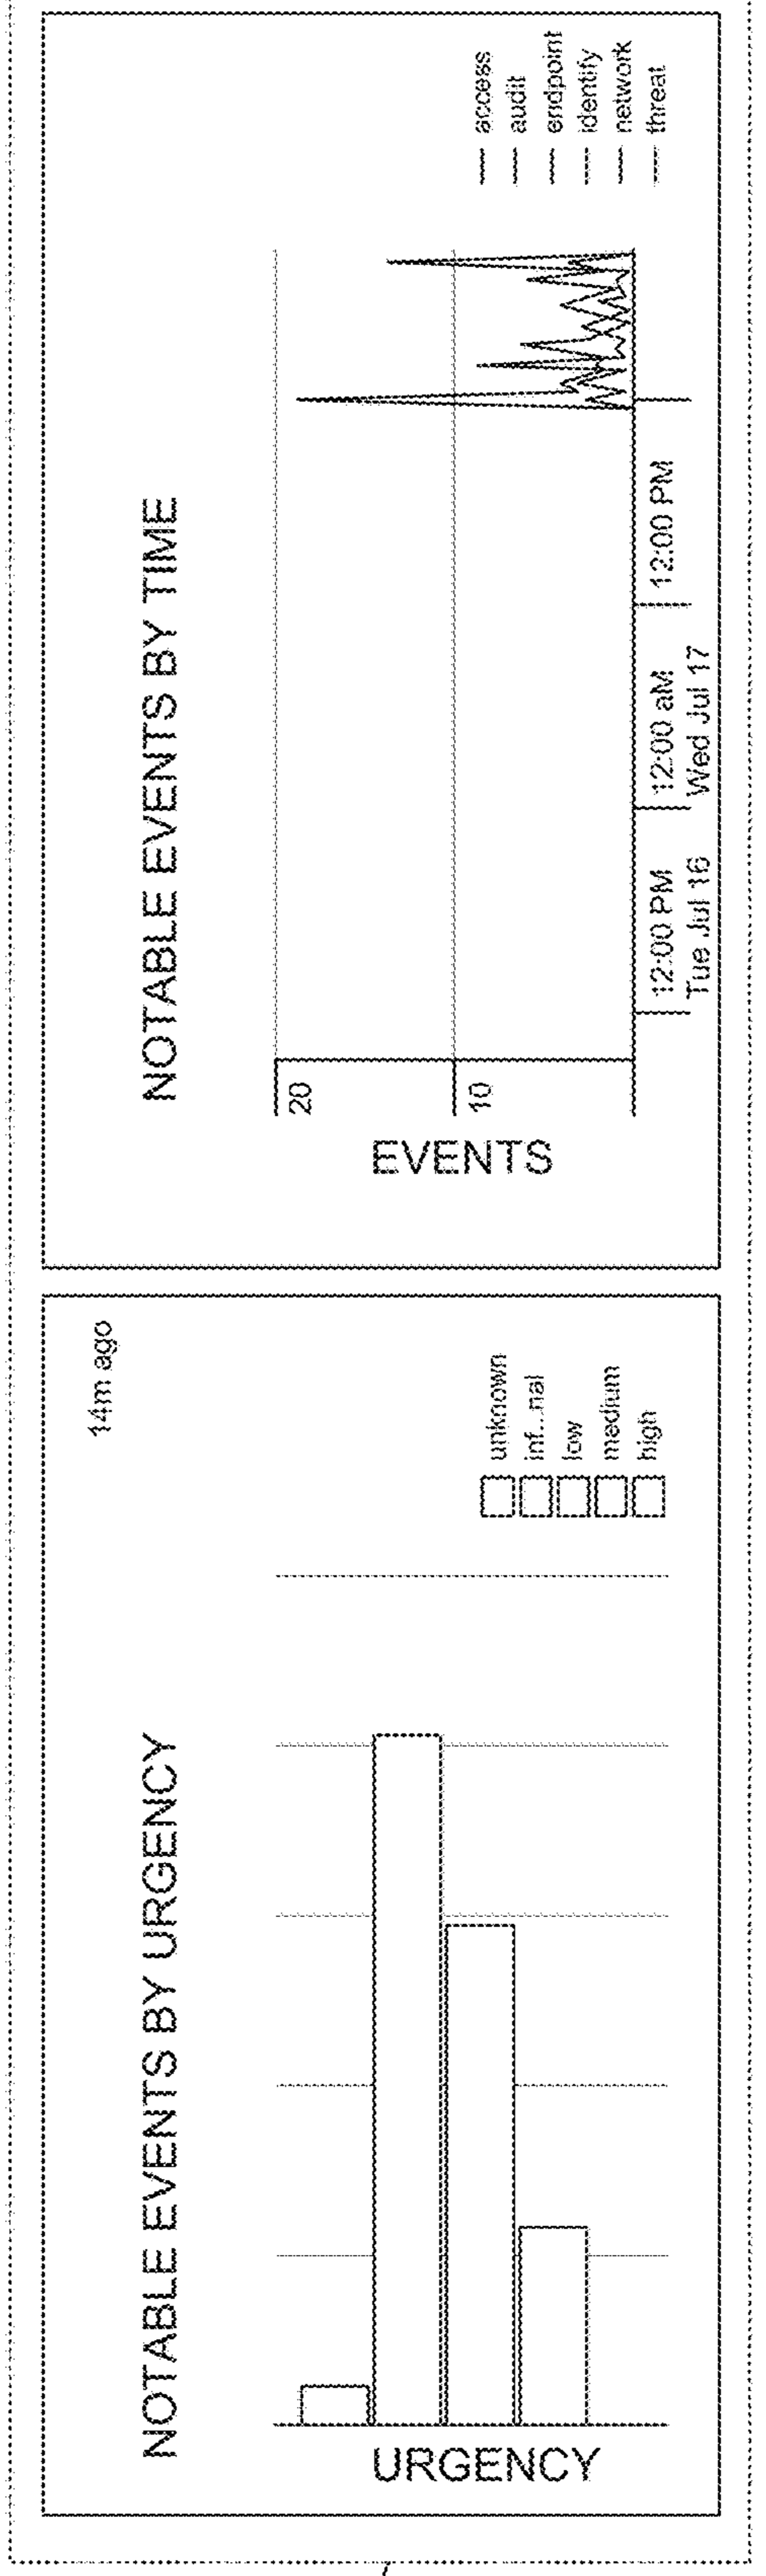 NOTABLE EVENTS BY URGENCY
14m ago
URGENCY
unknown
inf...nal
low
medium
high
NOTABLE EVENTS BY TIME
EVENTS
20
10
12:00 PM
Tue Jul 16
12:00 aM
Wed Jul 17
12:00 PM
access
audit
endpoint
identify
network
threat